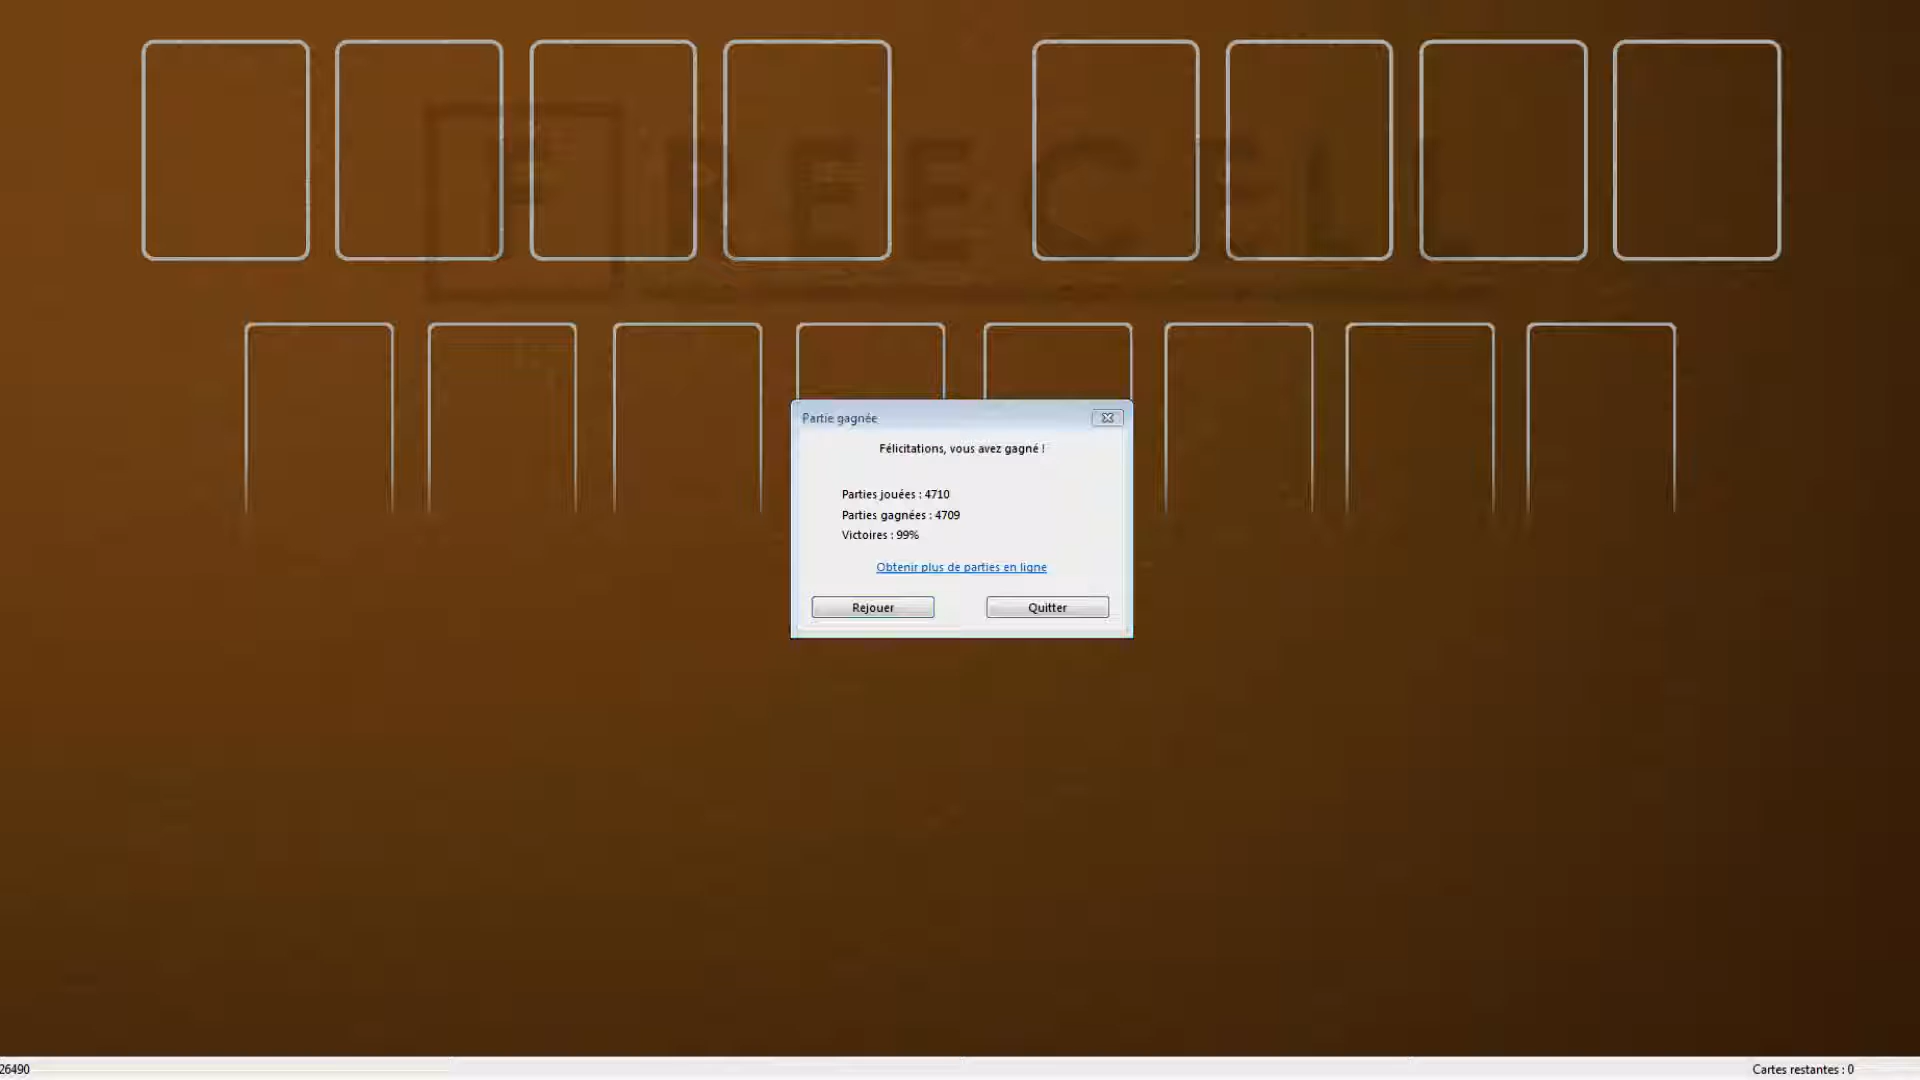 FREECELL
Partie gagnée
Félicitations, vous avez gagné !
Parties jouées : 4710
Parties gagnées : 4709
Victoires : 99%
Obtenir plus de parties en ligne
Rejouer
Quitter
26490
Cartes restantes : 0